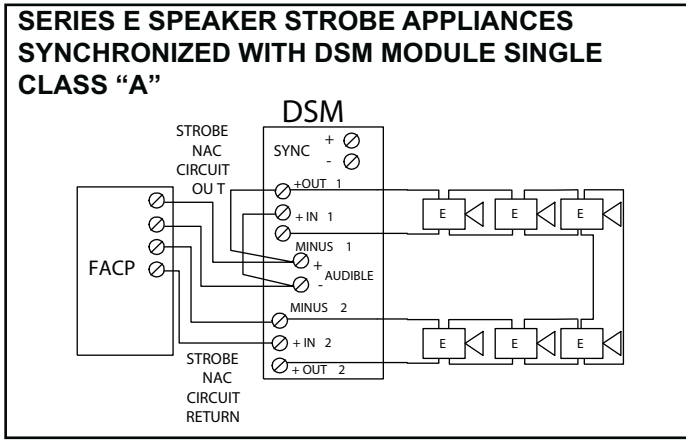 SERIES E SPEAKER STROBE APPLIANCES
SYNCHRONIZED WITH DSM MODULE SINGLE
CLASS “A”
DSM
STROBE
NAC
CIRCUIT
OU T
SYNC
+
-
+OUT 1
+ IN 1
MINUS 1
+
AUDIBLE
-
MINUS 2
+ IN 2
+ OUT 2
FACP
STROBE
NAC
CIRCUIT
RETURN
E
E
E
E
E
E